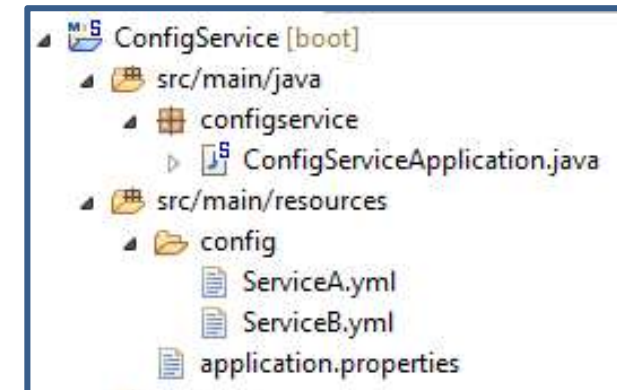 ConfigService [boot]
src/main/java
configservice
ConfigServiceApplication.java
src/main/resources
config
ServiceA.yml
ServiceB.yml
application.properties